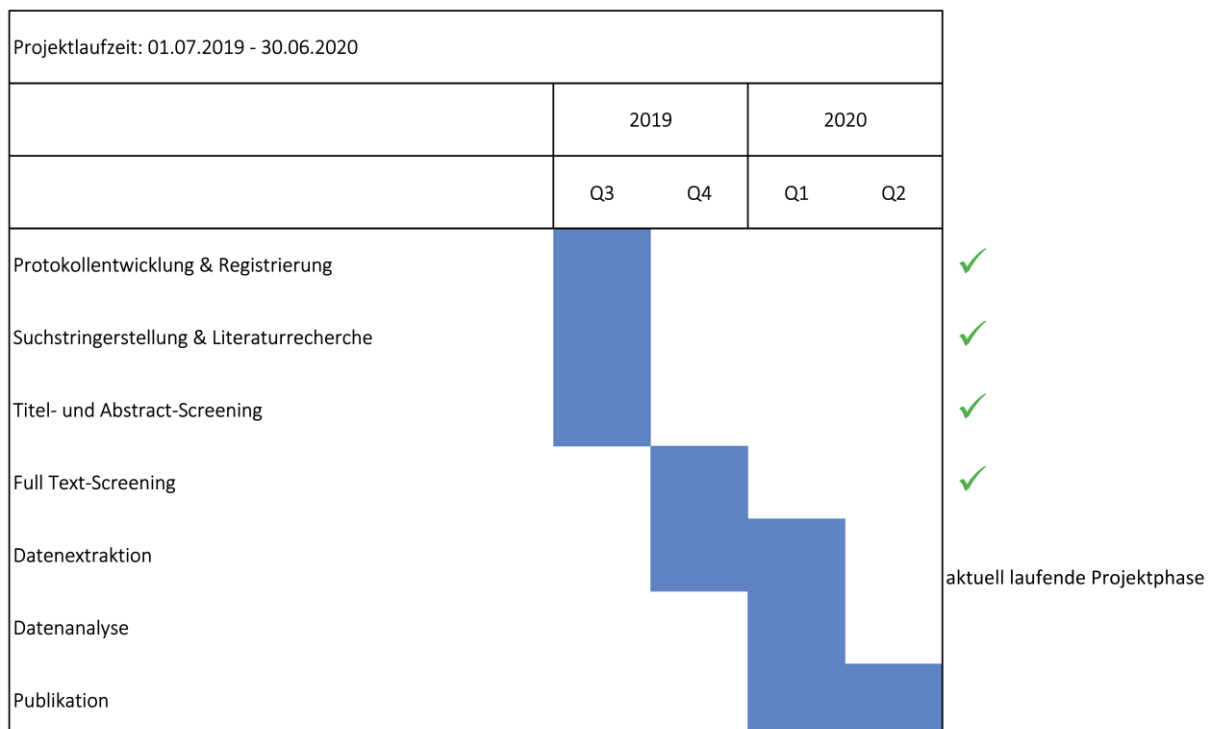 Projektlaufzeit: 01.07.2019 - 30.06.2020
2019 2020
Q3 Q4 Q1 Q2
Protokollentwicklung & Registrierung
Suchstringerstellung & Literaturrecherche
Titel- und Abstract-Screening
Full Text-Screening
Datenextraktion
aktuell laufende Projektphase
Datenanalyse
Publikation